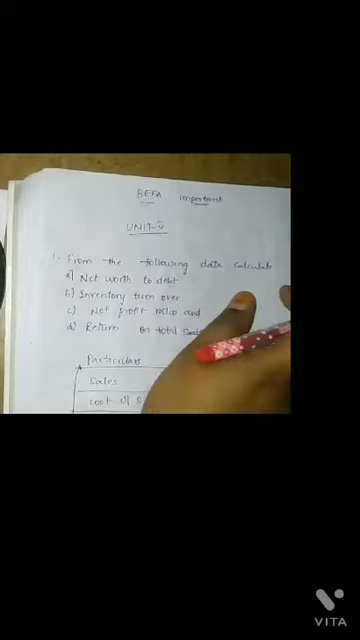 BEFA Important
UNIT-V
1. From the following data calculate
a] Net worth to debt
b] Inventory turn over
c) Net profit ratio and
d) Return on total
Particulars
Sales
cost of S
VITA